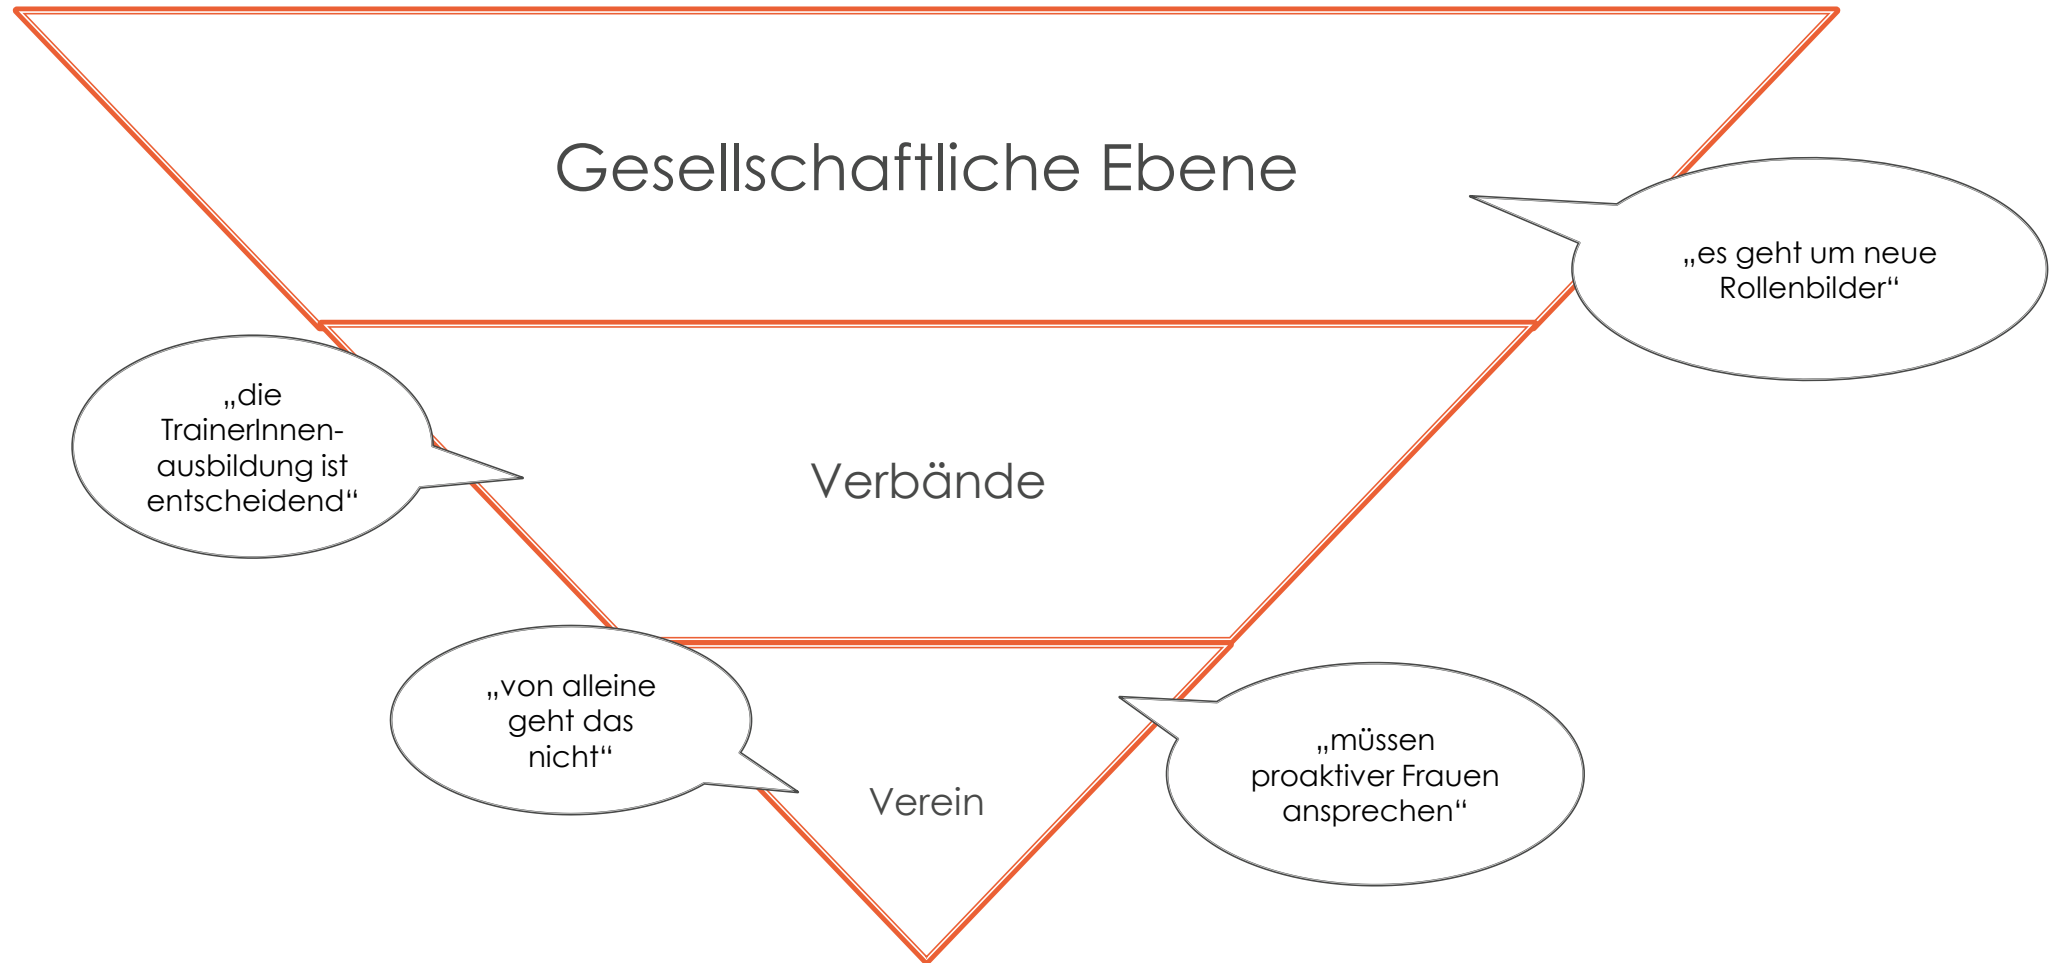 Gesellschaftliche Ebene
„es geht um neue
Rollenbilder“
„die
TrainerInnen-
ausbildung ist
entscheidend“
Verbände
„von alleine
geht das
nicht“
Verein
„müssen
proaktiver Frauen
ansprechen“